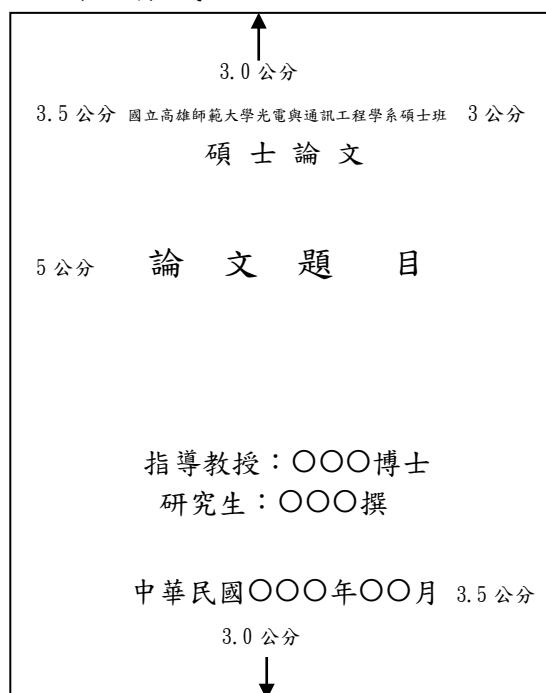 3.0 公分
3.5 公分 國立高雄師範大學光電與通訊工程學系碩士班 3 公分
碩 士 論 文
5 公分 論 文 題 目
指導教授：○○○博士
研究生：○○○撰
中華民國○○○年○○月 3.5 公分
3.0 公分